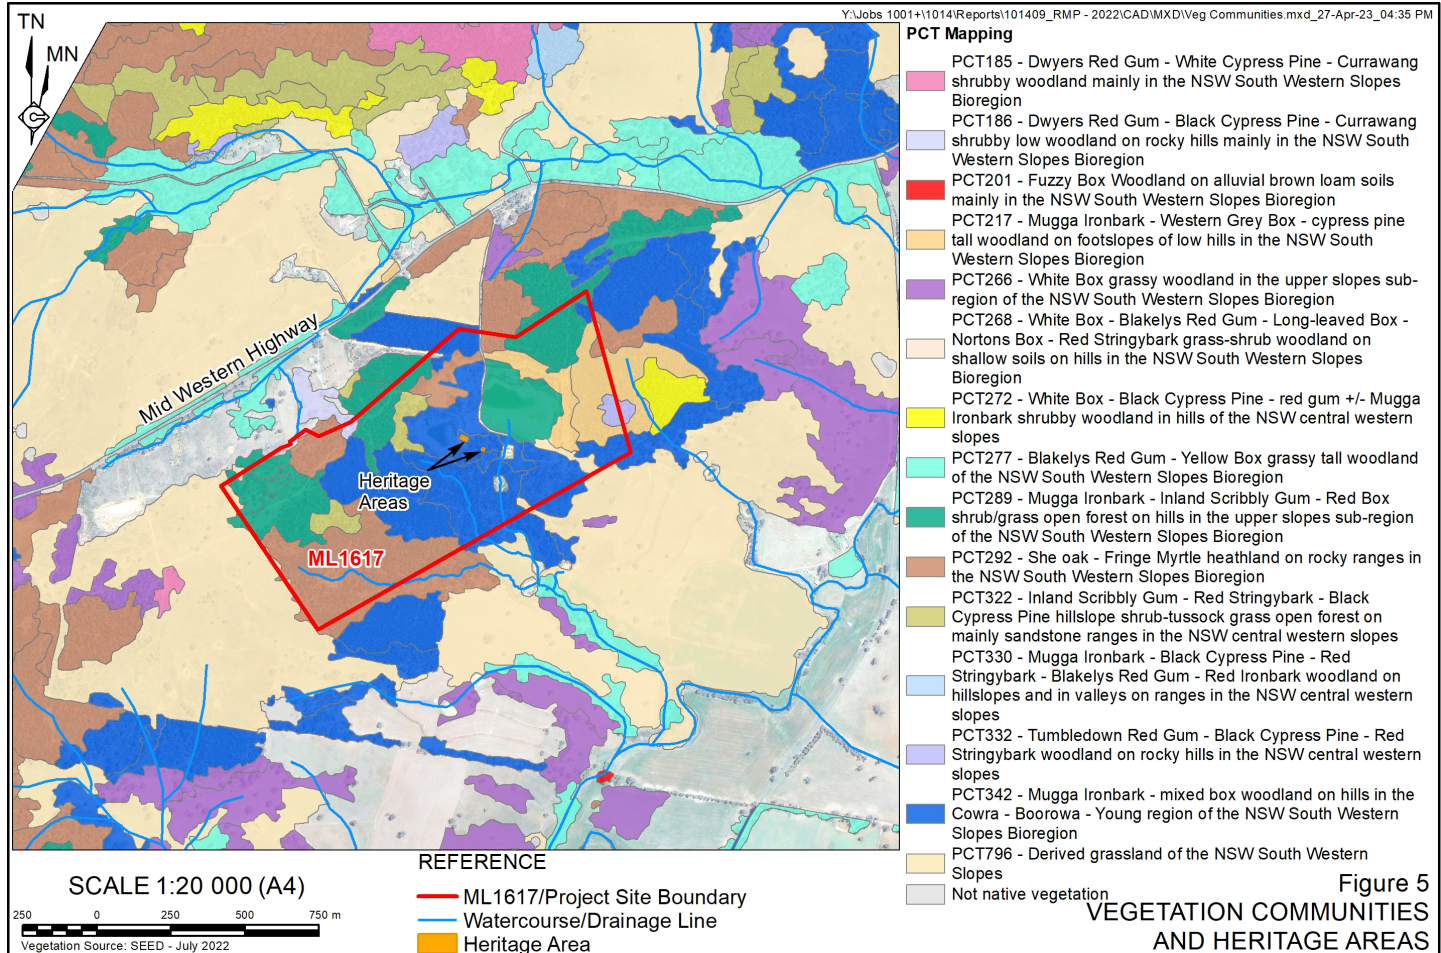 Y:\Jobs 1001+\1014\Reports\101409_RMP - 2022\CAD\MXD\Veg Communities.mxd_27-Apr-23_04:35 PM
TN
MN
Mid Western Highway
Heritage
Areas
ML1617
PCT Mapping
PCT185 - Dwyers Red Gum - White Cypress Pine - Currawang
shrubby woodland mainly in the NSW South Western Slopes
Bioregion
PCT186 - Dwyers Red Gum - Black Cypress Pine - Currawang
shrubby low woodland on rocky hills mainly in the NSW South
Western Slopes Bioregion
PCT201 - Fuzzy Box Woodland on alluvial brown loam soils
mainly in the NSW South Western Slopes Bioregion
PCT217 - Mugga Ironbark - Western Grey Box - cypress pine
tall woodland on footslopes of low hills in the NSW South
Western Slopes Bioregion
PCT266 - White Box grassy woodland in the upper slopes sub-
region of the NSW South Western Slopes Bioregion
PCT268 - White Box - Blakelys Red Gum - Long-leaved Box -
Nortons Box - Red Stringybark grass-shrub woodland on
shallow soils on hills in the NSW South Western Slopes
Bioregion
PCT272 - White Box - Black Cypress Pine - red gum +/- Mugga
Ironbark shrubby woodland in hills of the NSW central western
slopes
PCT277 - Blakelys Red Gum - Yellow Box grassy tall woodland
of the NSW South Western Slopes Bioregion
PCT289 - Mugga Ironbark - Inland Scribbly Gum - Red Box
shrub/grass open forest on hills in the upper slopes sub-region
of the NSW South Western Slopes Bioregion
PCT292 - She oak - Fringe Myrtle heathland on rocky ranges in
the NSW South Western Slopes Bioregion
PCT322 - Inland Scribbly Gum - Red Stringybark - Black
Cypress Pine hillslope shrub-tussock grass open forest on
mainly sandstone ranges in the NSW central western slopes
PCT330 - Mugga Ironbark - Black Cypress Pine - Red
Stringybark - Blakelys Red Gum - Red Ironbark woodland on
hillslopes and in valleys on ranges in the NSW central western
slopes
PCT332 - Tumbledown Red Gum - Black Cypress Pine - Red
Stringybark woodland on rocky hills in the NSW central western
slopes
PCT342 - Mugga Ironbark - mixed box woodland on hills in the
Cowra - Boorowa - Young region of the NSW South Western
Slopes Bioregion
PCT796 - Derived grassland of the NSW South Western
Slopes
Not native vegetation
SCALE 1:20 000 (A4)
250 0 250 500 750 m
Vegetation Source: SEED - July 2022
REFERENCE
ML1617/Project Site Boundary
Watercourse/Drainage Line
Heritage Area
Figure 5
VEGETATION COMMUNITIES
AND HERITAGE AREAS